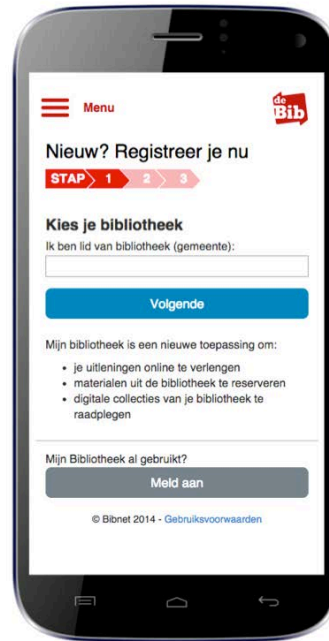 Menu
de
Bib
Nieuw? Registreer je nu
STAP 1 2 3
Kies je bibliotheek
Ik ben lid van bibliotheek (gemeente):
Volgende
Mijn bibliotheek is een nieuwe toepassing om:
• je uitleningen online te verlengen
• materialen uit de bibliotheek te reserveren
• digitale collecties van je bibliotheek te
raadplegen
Mijn Bibliotheek al gebruikt?
Meld aan
© Bibnet 2014 - Gebruiksvoorwaarden